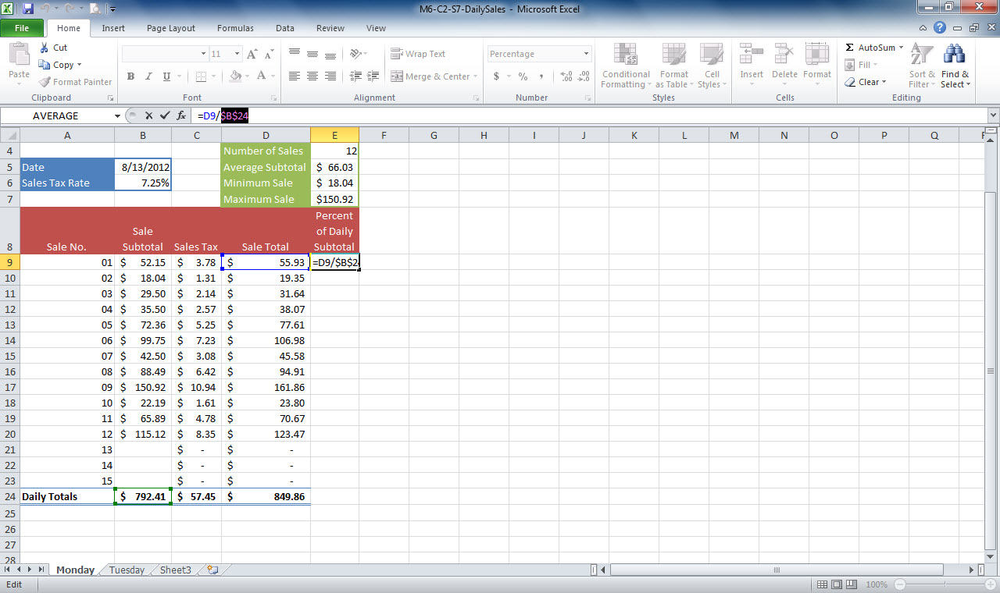 M6-C2-S7-DailySales - Microsoft Excel
File Home Insert Page Layout Formulas Data Review View
Paste Cut Copy Format Painter Clipboard
11 B I U Font
Wrap Text Merge & Center Alignment
Percentage $ % , Number
Conditional Formatting Format as Table Cell Styles Styles
Insert Delete Format Cells
AutoSum Fill Clear Sort & Filter Find & Select Editing
AVERAGE fx =D9/$B$24
A B C D E F G H I J K L M N O P Q
4 Number of Sales 12
5 Date 8/13/2012 Average Subtotal $ 66.03
6 Sales Tax Rate 7.25% Minimum Sale $ 18.04
7 Maximum Sale $150.92
8 Sale No. Sale Subtotal Sales Tax Sale Total Percent of Daily Subtotal
9 01 $ 52.15 $ 3.78 $ 55.93 =D9/$B$24
10 02 $ 18.04 $ 1.31 $ 19.35
11 03 $ 29.50 $ 2.14 $ 31.64
12 04 $ 35.50 $ 2.57 $ 38.07
13 05 $ 72.36 $ 5.25 $ 77.61
14 06 $ 99.75 $ 7.23 $ 106.98
15 07 $ 42.50 $ 3.08 $ 45.58
16 08 $ 88.49 $ 6.42 $ 94.91
17 09 $ 150.92 $ 10.94 $ 161.86
18 10 $ 22.19 $ 1.61 $ 23.80
19 11 $ 65.89 $ 4.78 $ 70.67
20 12 $ 115.12 $ 8.35 $ 123.47
21 13 $ - $ -
22 14 $ - $ -
23 15 $ - $ -
24 Daily Totals $ 792.41 $ 57.45 $ 849.86
25
26
27
28
Monday Tuesday Sheet3
Edit 100%